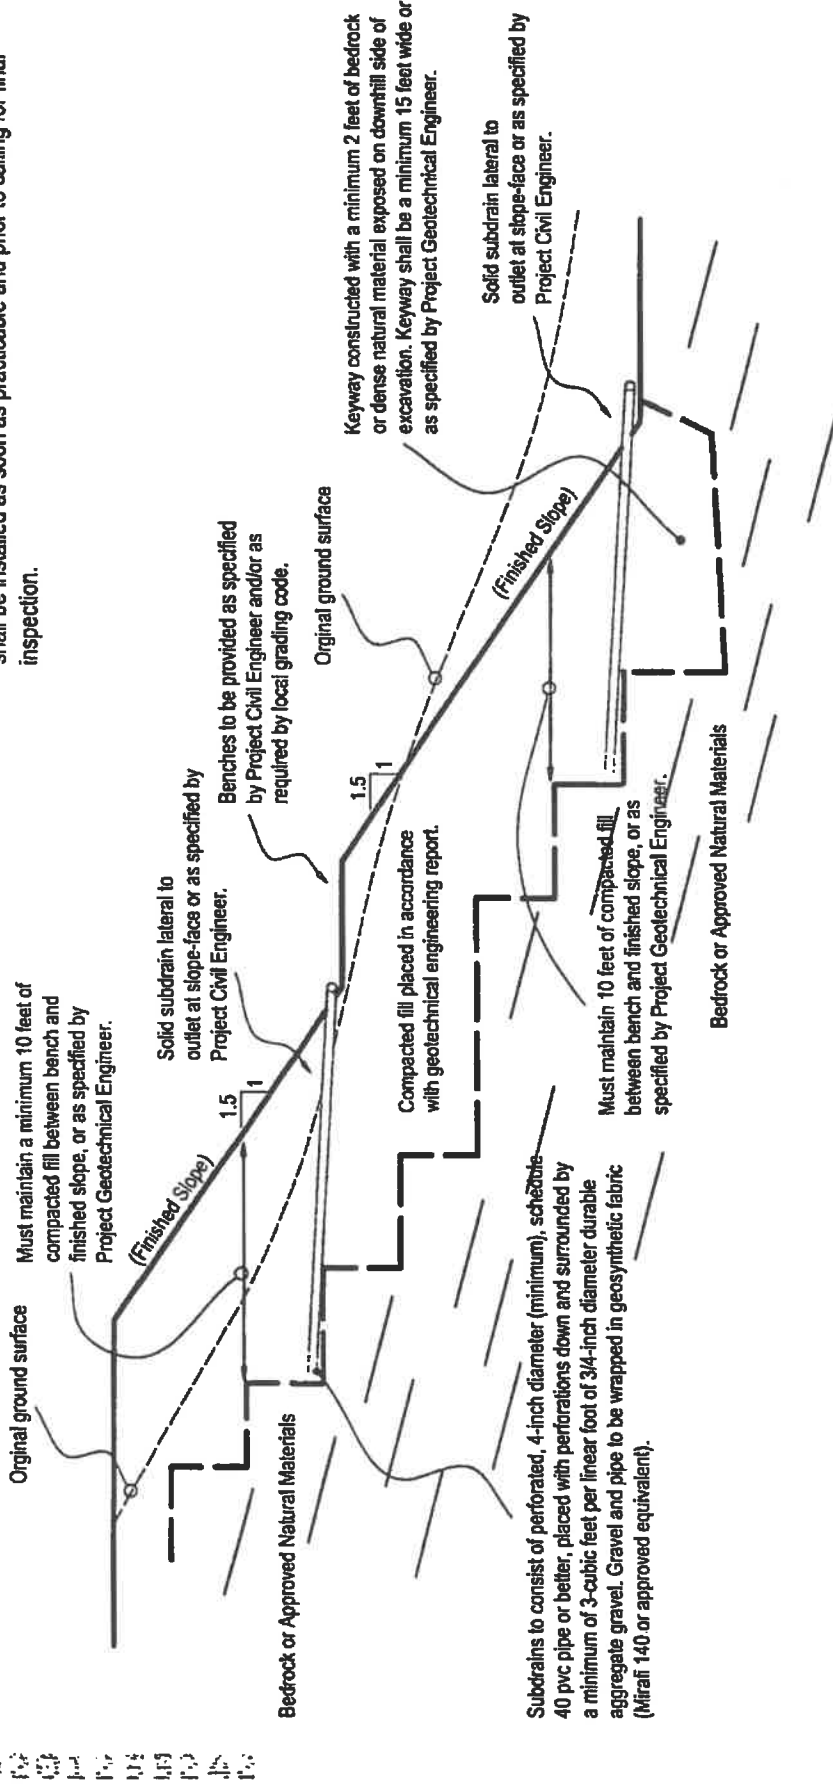 shall be installed as soon as practicable and prior to calling for final
inspection.
Orginal ground surface
Must maintain a minimum 10 feet of
compacted fill between bench and
finished slope, or as specified by
Project Geotechnical Engineer.
(Finished Slope)
1.5
1
Solid subdrain lateral to
outlet at slope-face or as specified by
Project Civil Engineer.
Benches to be provided as specified
by Project Civil Engineer and/or as
required by local grading code.
Orginal ground surface
1.5
1
Keyway constructed with a minimum 2 feet of bedrock
or dense natural material exposed on downhill side of
excavation. Keyway shall be a minimum 15 feet wide or
as specified by Project Geotechnical Engineer.
Solid subdrain lateral to
outlet at slope-face or as specified by
Project Civil Engineer.
(Finished Slope)
Compacted fill placed in accordance
with geotechnical engineering report.
Bedrock or Approved Natural Materials
Must maintain 10 feet of compacted fill
between bench and finished slope, or as
specified by Project Geotechnical Engineer.
Bedrock or Approved Natural Materials
Subdrains to consist of perforated, 4-inch diameter (minimum), schedule
40 pvc pipe or better, placed with perforations down and surrounded by
a minimum of 3-cubic feet per linear foot of 3/4-inch diameter durable
aggregate gravel. Gravel and pipe to be wrapped in geosynthetic fabric
(Mirafi 140 or approved equivalent).